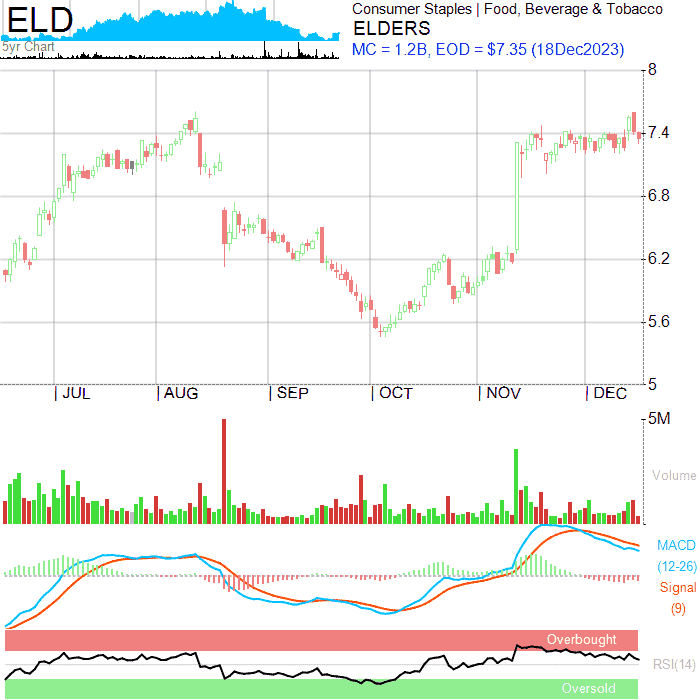 ELD
5yr Chart
Consumer Staples | Food, Beverage & Tobacco
ELDERS
MC = 1.2B, EOD = $7.35 (18Dec2023)
8
7.4
6.8
6.2
5.6
5
JUL AUG SEP OCT NOV DEC
5M
Volume
MACD
(12-26)
Signal
(9)
Overbought
RSI(14)
Oversold